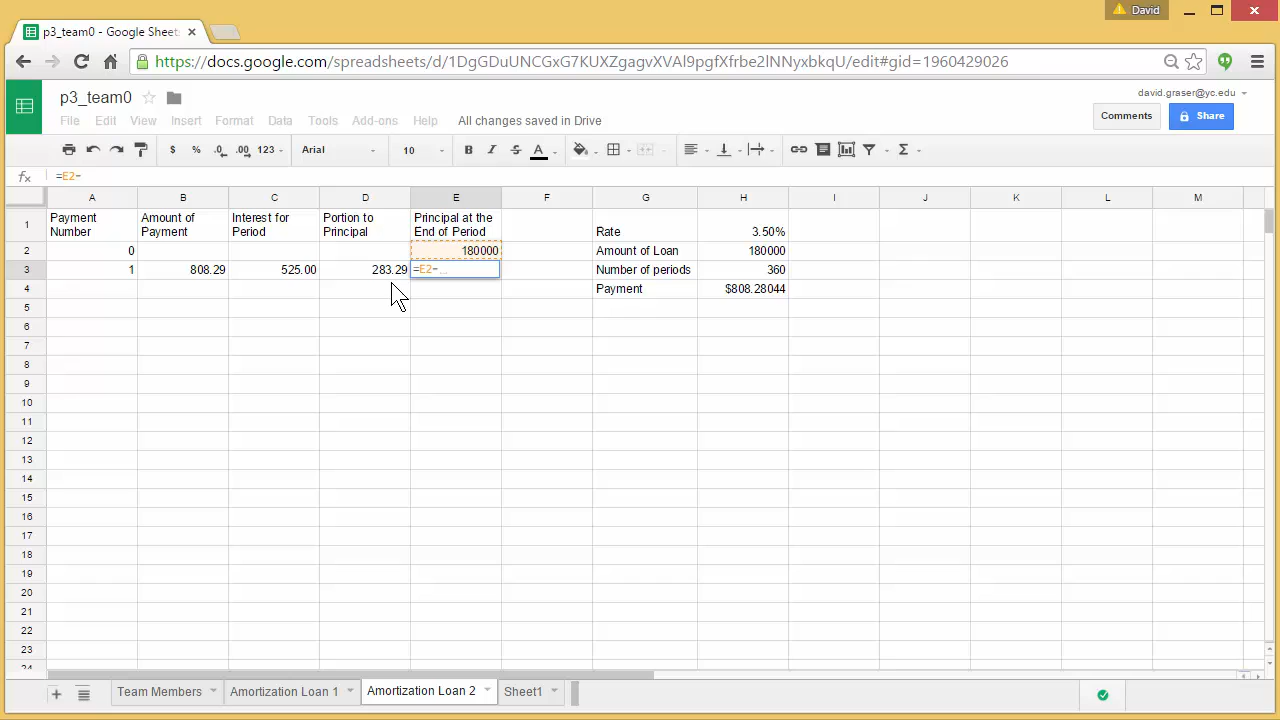 David
p3_team0 - Google Sheets
https://docs.google.com/spreadsheets/d/1DgGDuUNCGxG7KUXZgagvXVAl9pgfXfrbc2lNNyxbkqU/edit#gid=1960429026
p3_team0
david.graser@yc.edu
File Edit View Insert Format Data Tools Add-ons Help All changes saved in Drive
Comments Share
$ % .0 .00 123 Arial 10 B I S A Σ
fx =E2-
A B C D E F G H I J K L M
1 Payment Number Amount of Payment Interest for Period Portion to Principal Principal at the End of Period Rate 3.50%
2 0 180000 Amount of Loan 180000
3 1 808.29 525.00 283.29 =E2-... Number of periods 360
4 Payment $808.28044
5
6
7
8
9
10
11
12
13
14
15
16
17
18
19
20
21
22
23
24
+ Team Members Amortization Loan 1 Amortization Loan 2 Sheet1